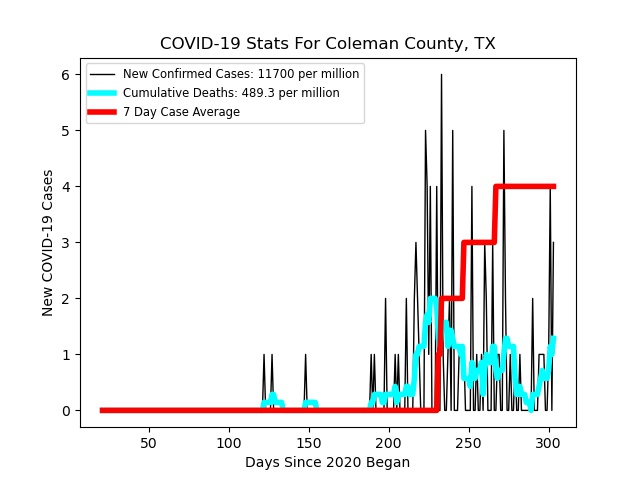 COVID-19 Stats For Coleman County, TX
New Confirmed Cases: 11700 per million
Cumulative Deaths: 489.3 per million
7 Day Case Average
New COVID-19 Cases
6
5
4
3
2
1
0
50 100 150 200 250 300
Days Since 2020 Began